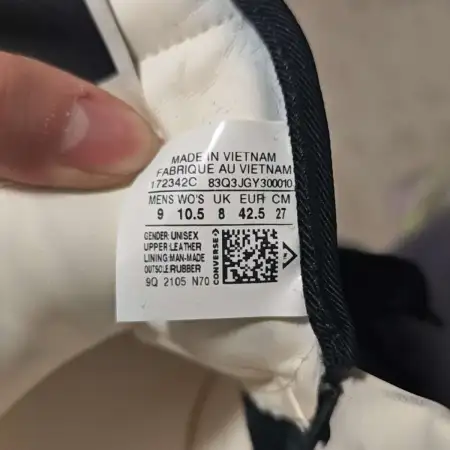 MADE IN VIETNAM
FABRIQUE AU VIETNAM
172342C 83Q3JGY300010
MENS WO'S UK EUR CM
9 10.5 8 42.5 27
GENDER: UNISEX
UPPER: LEATHER
LINING: MAN-MADE
OUTSOLE: RUBBER
9Q 2105 N70
CONVERSE